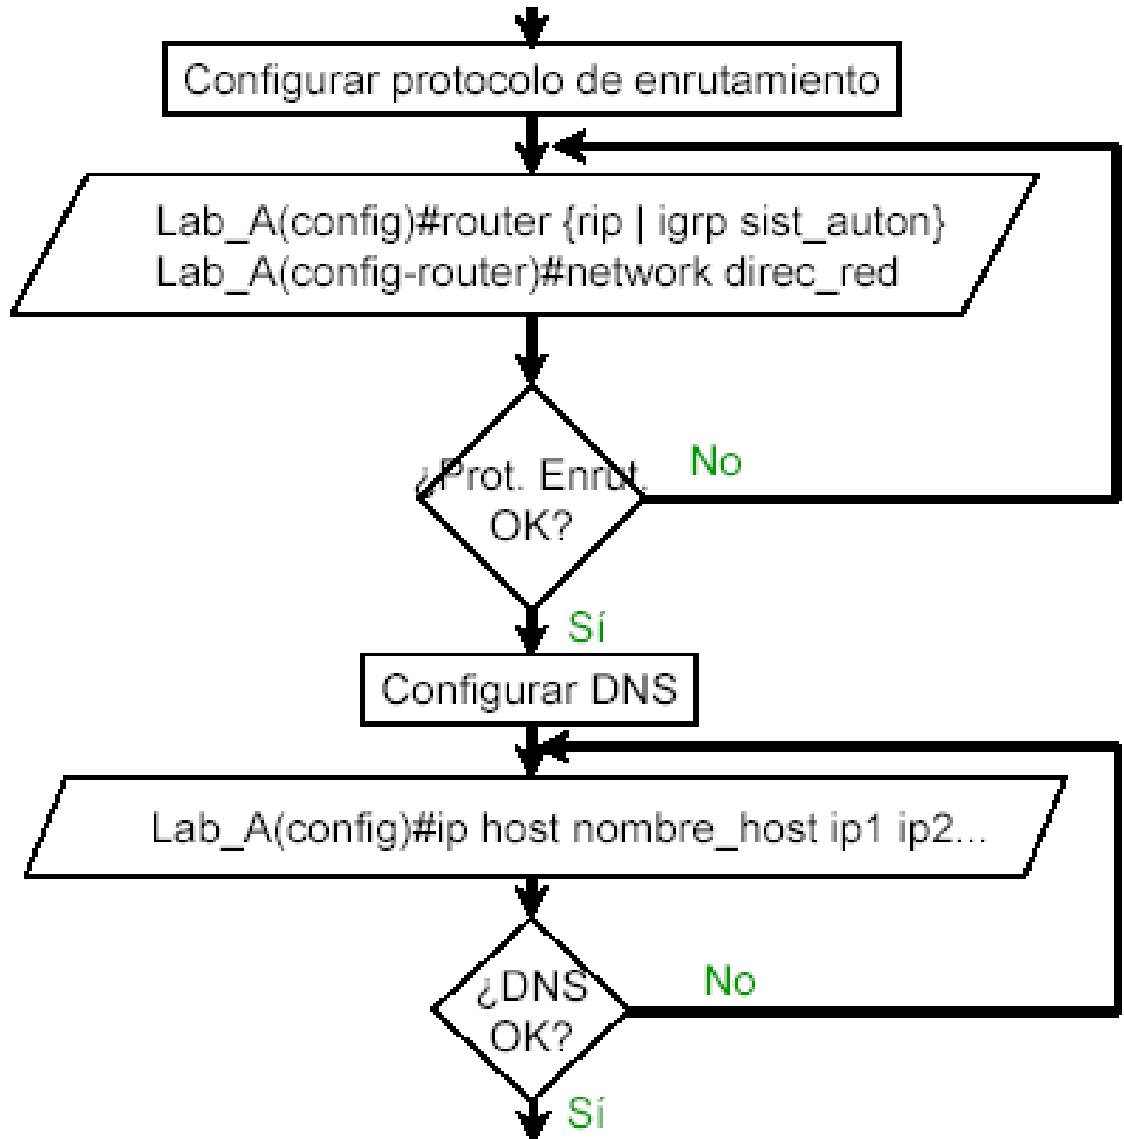 Configurar protocolo de enrutamiento
Lab_A(config)#router {rip | igrp sist_auton}
Lab_A(config-router)#network direc_red
¿Prot. Enrut.
OK?
No
Sí
Configurar DNS
Lab_A(config)#ip host nombre_host ip1 ip2...
¿DNS
OK?
No
Sí